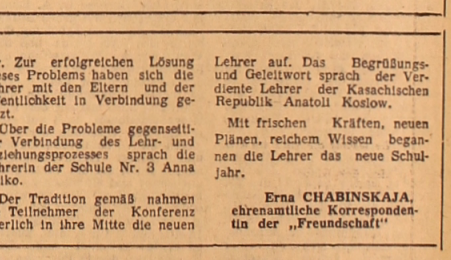 . Zur erfolgreichen Lösung
eses Problems haben sich die
hrer mit den Eltern und der
entlichkeit in Verbindung ge-
zt.
Über die Probleme gegenseiti-
r Verbindung des Lehr- und
ziehungsprozesses sprach die
hrerin der Schule Nr. 3 Anna
iko.
Der Tradition gemäß nahmen
Teilnehmer der Konferenz
erlich in ihre Mitte die neuen
Lehrer auf. Das Begrüßungs-
und Geleitwort sprach der Ver-
diente Lehrer der Kasachischen
Republik Anatoli Koslow.
Mit frischen Kräften, neuen
Plänen, reichem Wissen began-
nen die Lehrer das neue Schul-
jahr.
Erna CHABINSKAJA,
ehrenamtliche Korresponden-
tin der „Freundschaft"